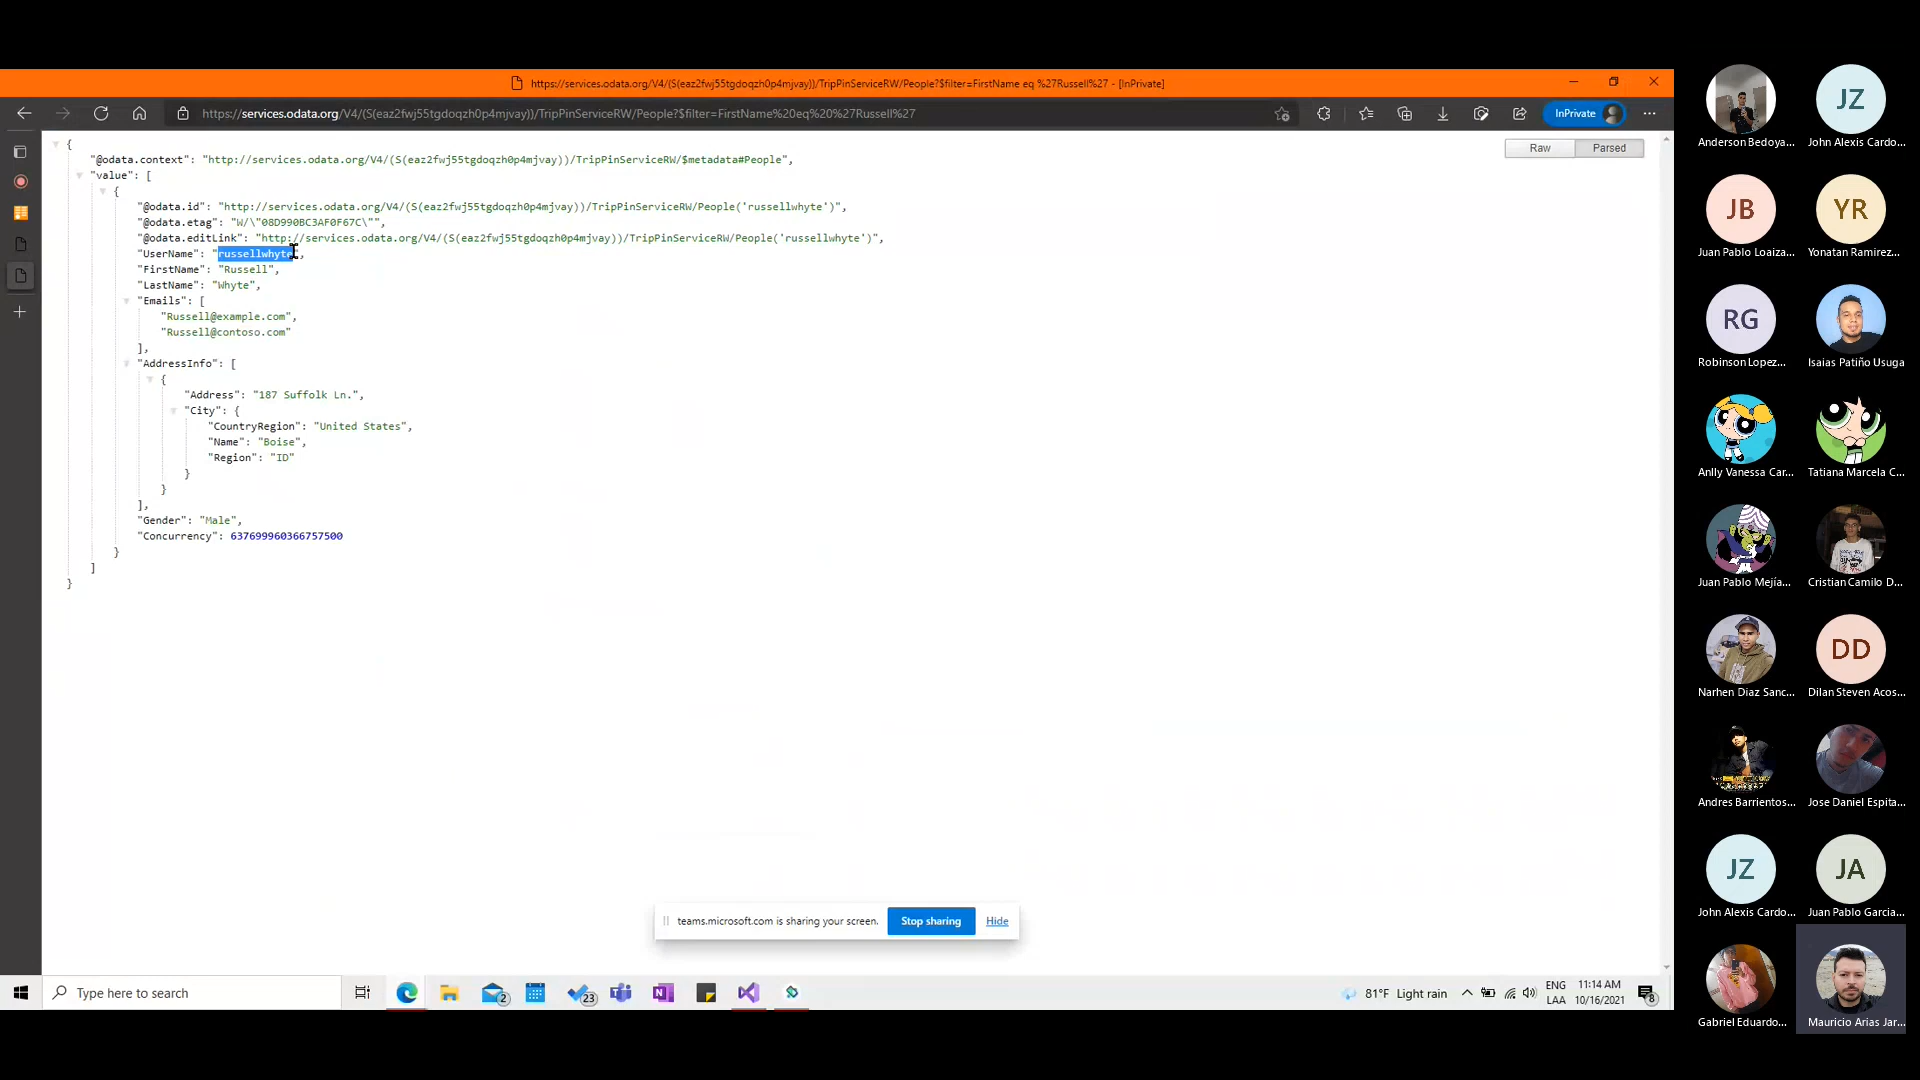 https://services.odata.org/V4/(S(eaz2fwj55tgdoqzh0p4mjvay))/TripPinServiceRW/People?$filter=FirstName eq %27Russell%27 - [InPrivate]
https://services.odata.org/V4/(S(eaz2fwj55tgdoqzh0p4mjvay))/TripPinServiceRW/People?$filter=FirstName%20eq%20%27Russell%27
InPrivate
Raw
Parsed
{
"@odata.context": "http://services.odata.org/V4/(S(eaz2fwj55tgdoqzh0p4mjvay))/TripPinServiceRW/$metadata#People",
"value": [
{
"@odata.id": "http://services.odata.org/V4/(S(eaz2fwj55tgdoqzh0p4mjvay))/TripPinServiceRW/People('russellwhyte')",
"@odata.etag": "W/\"08D990BC3AF0F67C\"",
"@odata.editLink": "http://services.odata.org/V4/(S(eaz2fwj55tgdoqzh0p4mjvay))/TripPinServiceRW/People('russellwhyte')",
"UserName": "russellwhyte",
"FirstName": "Russell",
"LastName": "Whyte",
"Emails": [
"Russell@example.com",
"Russell@contoso.com"
],
"AddressInfo": [
{
"Address": "187 Suffolk Ln.",
"City": {
"CountryRegion": "United States",
"Name": "Boise",
"Region": "ID"
}
}
],
"Gender": "Male",
"Concurrency": 637699960366757500
}
]
}
teams.microsoft.com is sharing your screen.
Stop sharing
Hide
Type here to search
2
23
81°F Light rain
ENG
LAA
11:14 AM
10/16/2021
8
Anderson Bedoya...
JZ
John Alexis Cardo...
JB
Juan Pablo Loaiza...
YR
Yonatan Ramirez...
RG
Robinson Lopez...
Isaias Patiño Usuga
Anlly Vanessa Car...
Tatiana Marcela C...
Juan Pablo Mejía...
Cristian Camilo D...
Narhen Diaz Sanc...
DD
Dilan Steven Acos...
Andres Barrientos...
Jose Daniel Espita...
JZ
John Alexis Cardo...
JA
Juan Pablo Garcia...
Gabriel Eduardo...
Mauricio Arias Jar...